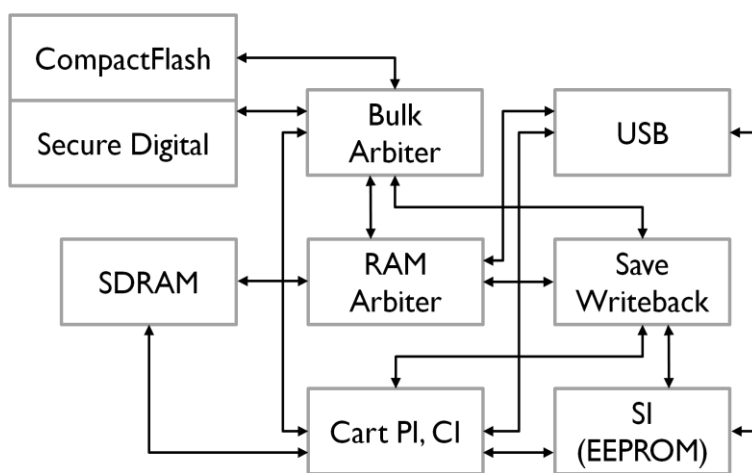 CompactFlash
Secure Digital
Bulk
Arbiter
USB
SDRAM
RAM
Arbiter
Save
Writeback
Cart PI, CI
SI
(EEPROM)